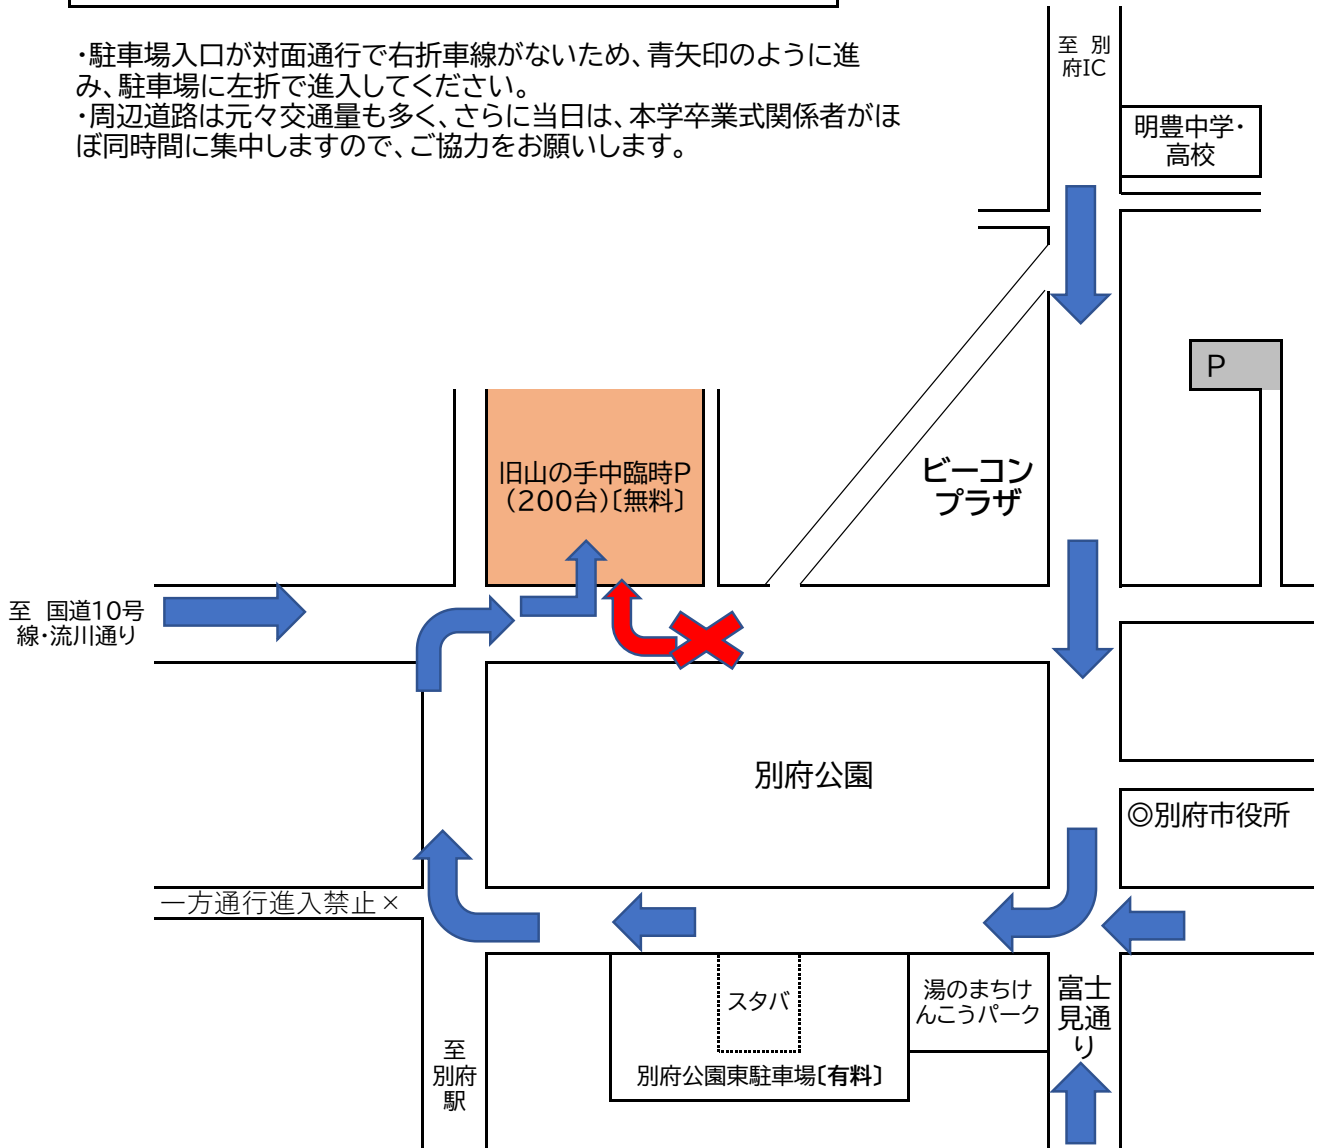 ・駐車場入口が対面通行で右折車線がないため、青矢印のように進
み、駐車場に左折で進入してください。
・周辺道路は元々交通量も多く、さらに当日は、本学卒業式関係者がほ
ぼ同時間に集中しますので、ご協力をお願いします。
至 別
府IC
明豊中学・
高校
P
旧山の手中臨時P
(200台)〔無料〕
ビーコン
プラザ
至 国道10号
線・流川通り
別府公園
◎別府市役所
一方通行進入禁止×
スタバ
湯のまちけ
んこうパーク
富士
見通
り
至
別府
駅
別府公園東駐車場〔有料〕